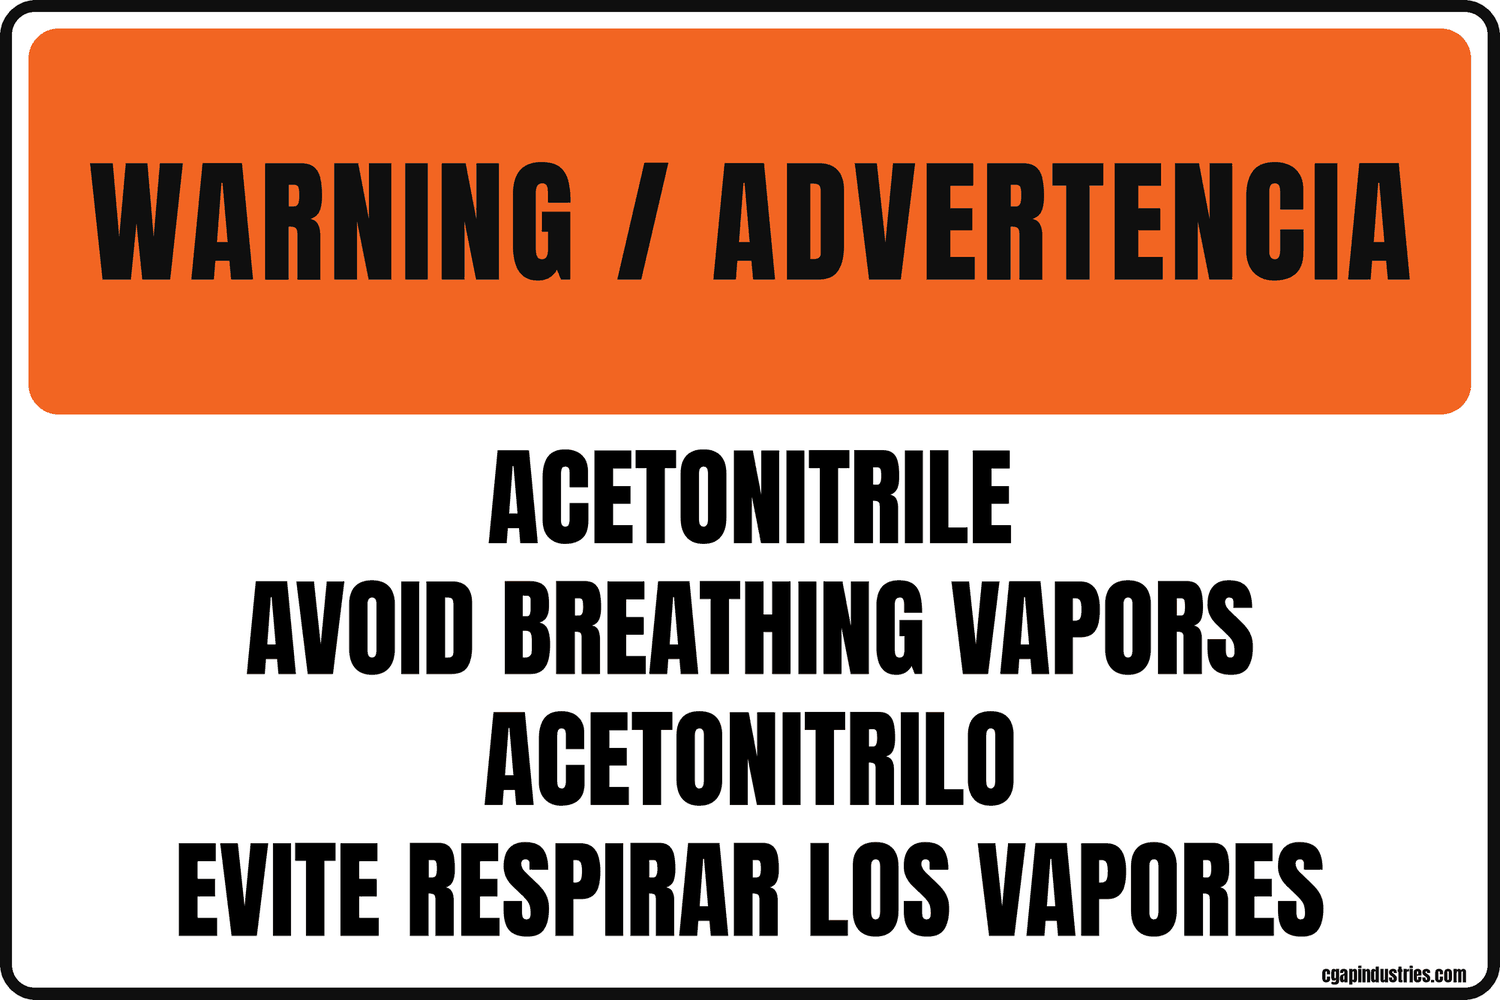 WARNING / ADVERTENCIA
ACETONITRILE
AVOID BREATHING VAPORS
ACETONITRILO
EVITE RESPIRAR LOS VAPORES
cgapindustries.com